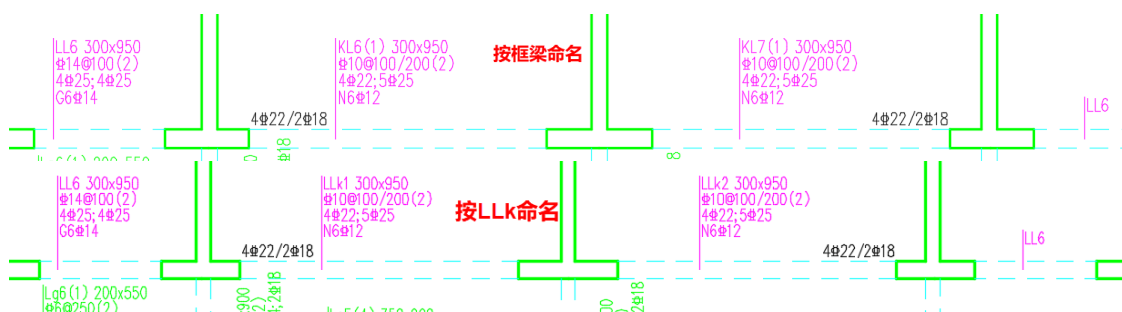 LL6 300x950
Φ14@100(2)
4Φ25;4Φ25
G6Φ14
KL6(1) 300x950
Φ10@100/200(2)
4Φ22;5Φ25
N6Φ12
按框梁命名
KL7(1) 300x950
Φ10@100/200(2)
4Φ22;5Φ25
N6Φ12
LL6
4Φ22/2Φ18
4Φ22/2Φ18
LL6 300x950
Φ14@100(2)
4Φ25;4Φ25
G6Φ14
LLk1 300x950
Φ10@100/200(2)
4Φ22;5Φ25
N6Φ12
按LLk命名
LLk2 300x950
Φ10@100/200(2)
4Φ22;5Φ25
N6Φ12
LL6
4Φ22/2Φ18
4Φ22/2Φ18
Lg6(1) 200x550